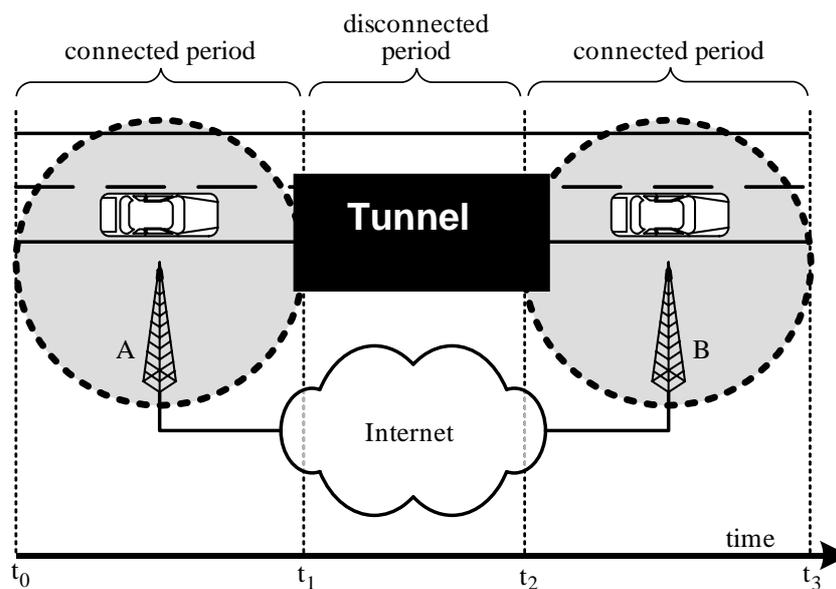 disconnected
connected period period connected period
Tunnel
A B
Internet
time
t0 t1 t2 t3